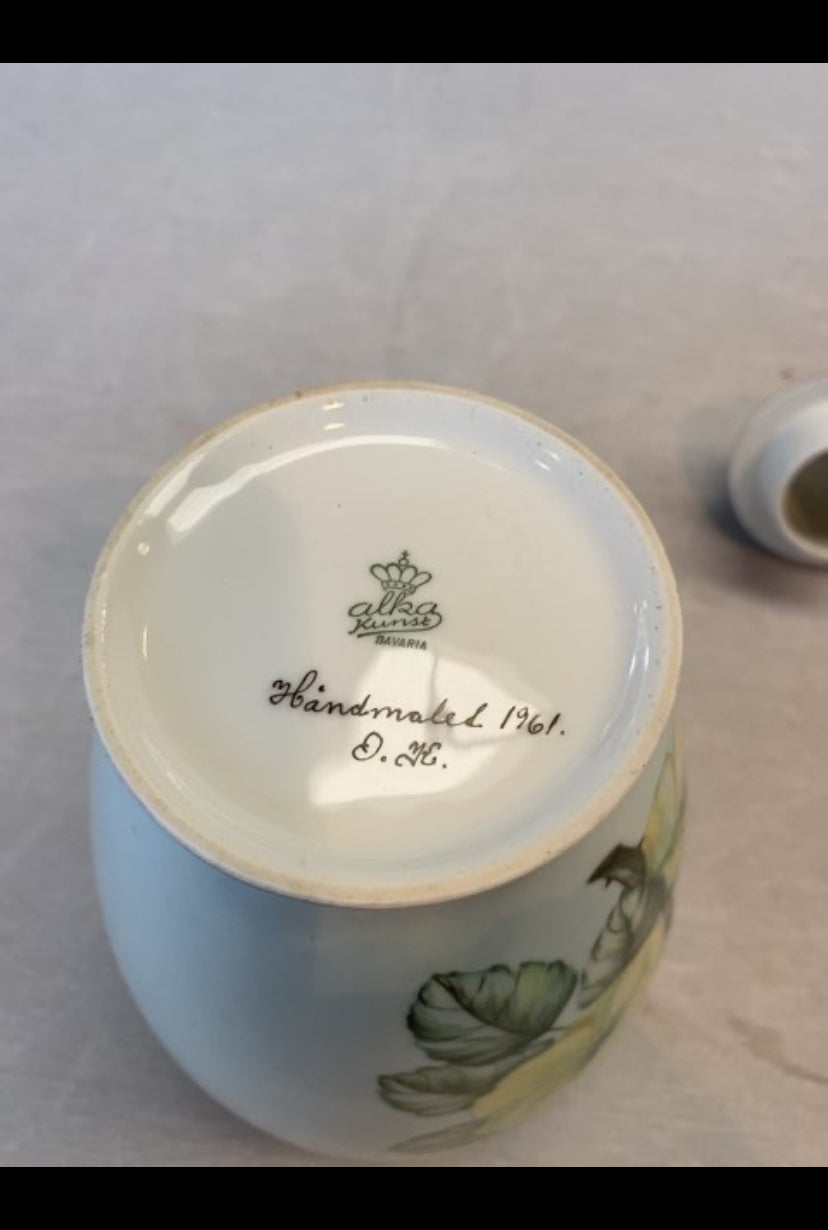 alka
Kunst
BAVARIA
Håndmalet 1961.
O. K.